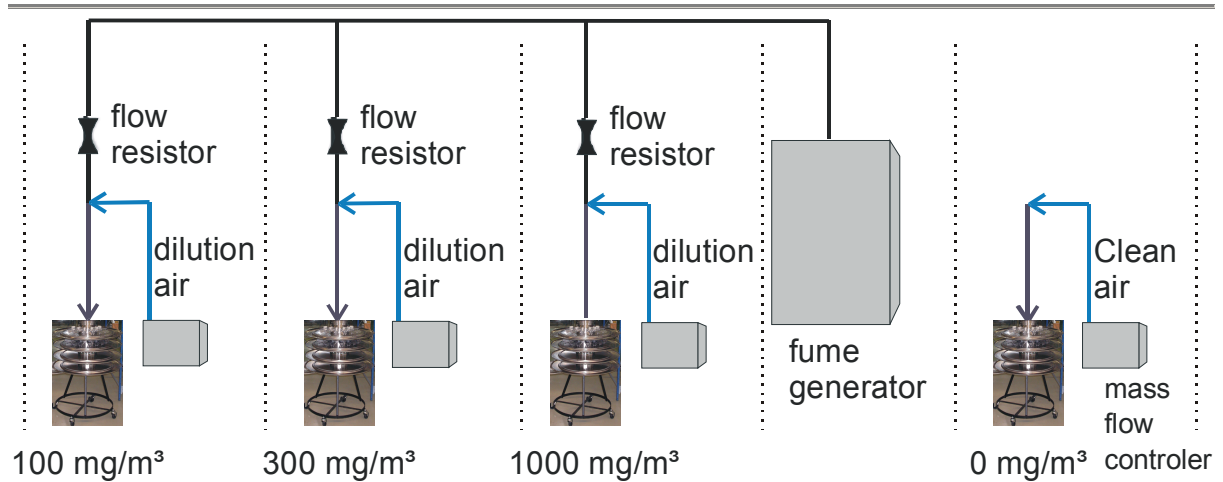 flow
resistor
flow
resistor
flow
resistor
dilution
air
dilution
air
dilution
air
Clean
air
fume
generator
mass
flow
controler
100 mg/m³
300 mg/m³
1000 mg/m³
0 mg/m³